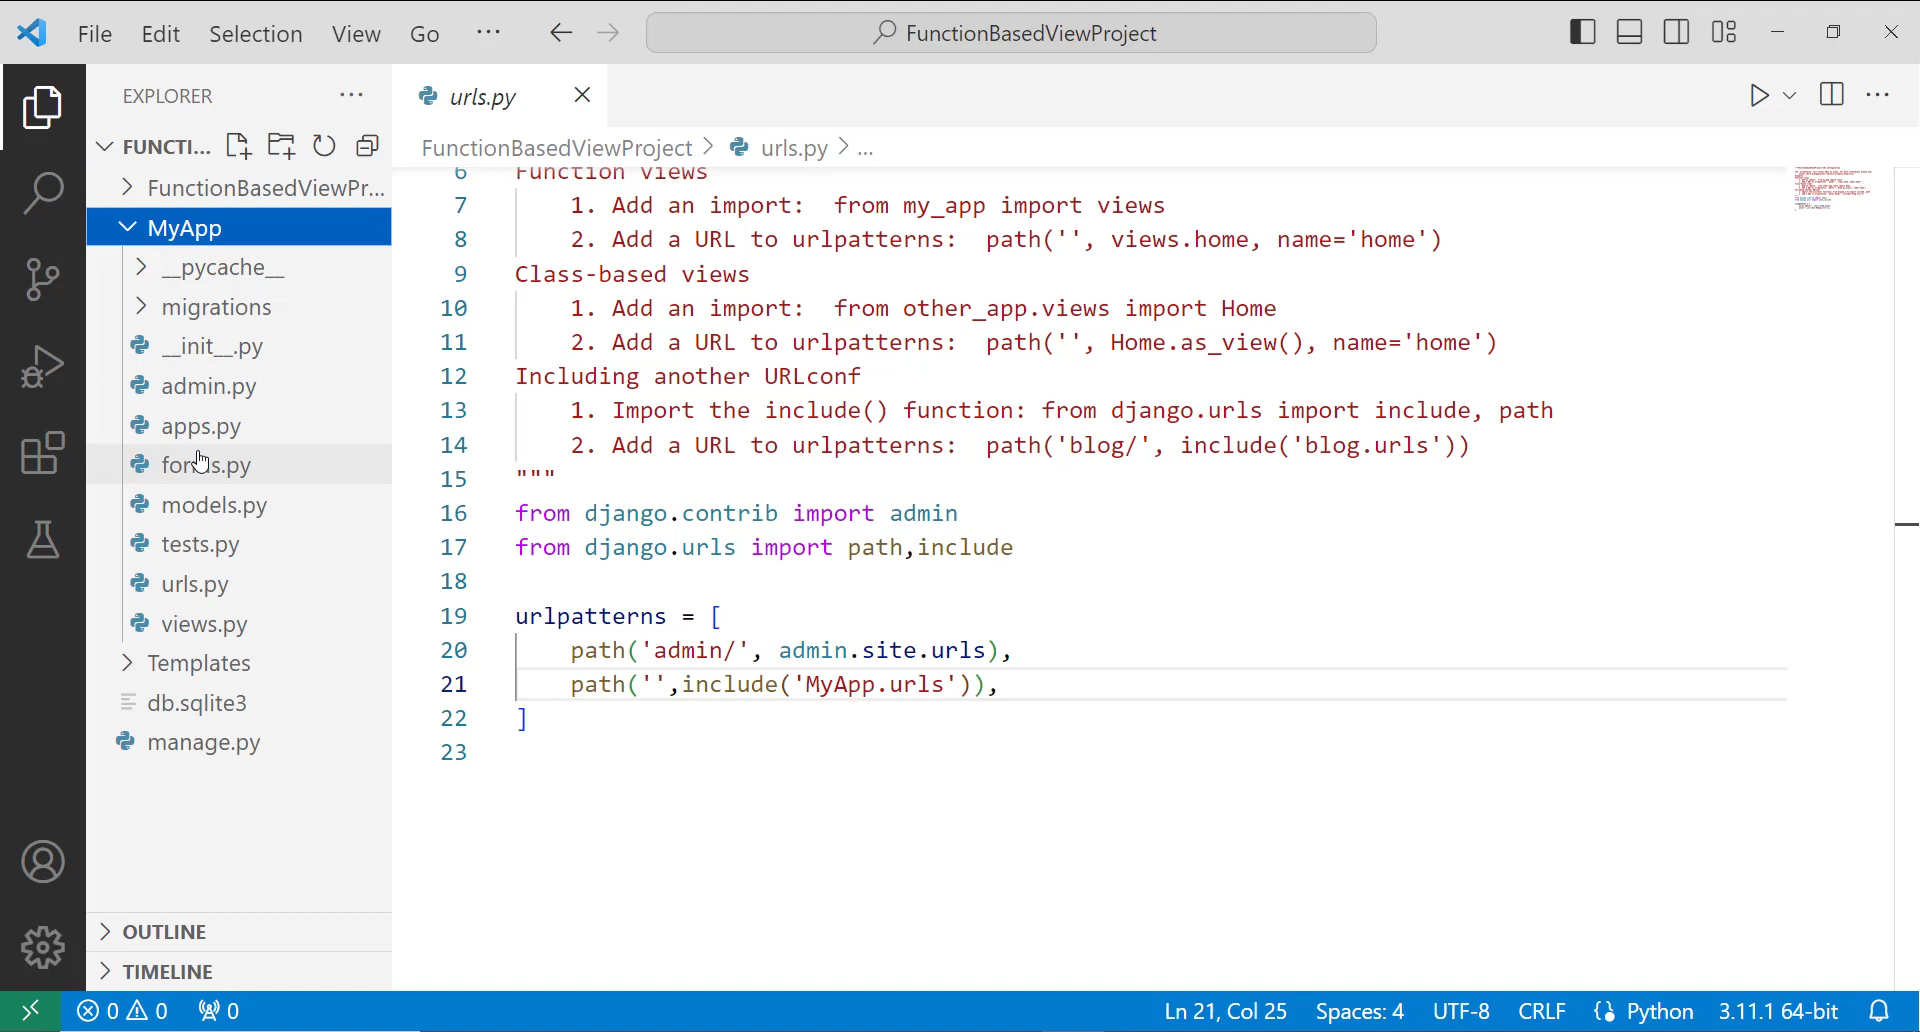 File Edit Selection View Go ... FunctionBasedViewProject
EXPLORER
FUNCTI...
FunctionBasedViewPr...
MyApp
__pycache__
migrations
__init__.py
admin.py
apps.py
forms.py
models.py
tests.py
urls.py
views.py
Templates
db.sqlite3
manage.py
OUTLINE
TIMELINE
urls.py
FunctionBasedViewProject > urls.py > ...
6 Function views
7 1. Add an import:  from my_app import views
8 2. Add a URL to urlpatterns:  path('', views.home, name='home')
9 Class-based views
10 1. Add an import:  from other_app.views import Home
11 2. Add a URL to urlpatterns:  path('', Home.as_view(), name='home')
12 Including another URLconf
13 1. Import the include() function: from django.urls import include, path
14 2. Add a URL to urlpatterns:  path('blog/', include('blog.urls'))
15 """
16 from django.contrib import admin
17 from django.urls import path,include
18
19 urlpatterns = [
20 path('admin/', admin.site.urls),
21 path('',include('MyApp.urls')),
22 ]
23
0 0 0 Ln 21, Col 25 Spaces: 4 UTF-8 CRLF Python 3.11.1 64-bit